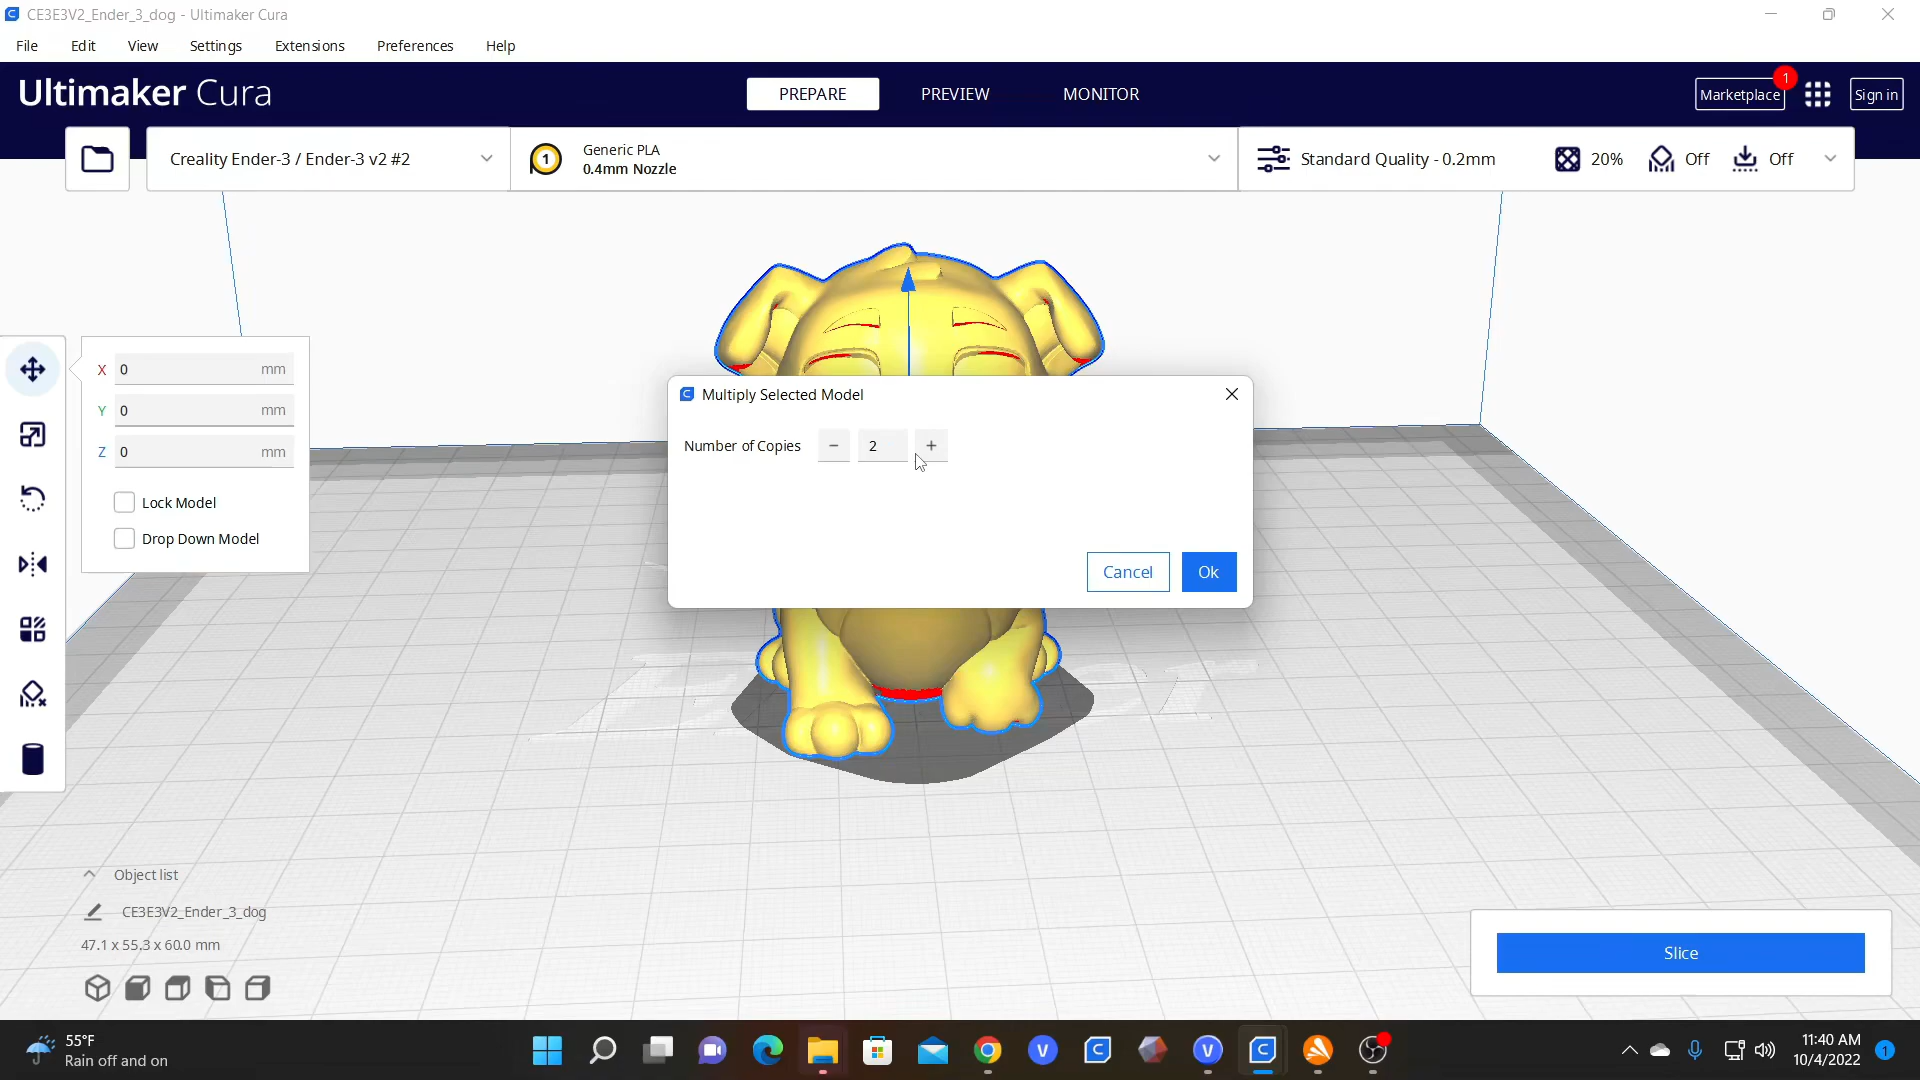 CE3E3V2_Ender_3_dog - Ultimaker Cura
File Edit View Settings Extensions Preferences Help
Ultimaker Cura
PREPARE PREVIEW MONITOR
Marketplace 1 Sign in
Creality Ender-3 / Ender-3 v2 #2
1 Generic PLA
0.4mm Nozzle
Standard Quality - 0.2mm 20% Off Off
X 0 mm
Y 0 mm
Z 0 mm
Lock Model
Drop Down Model
Multiply Selected Model
Number of Copies − 2 +
Cancel Ok
Object list
CE3E3V2_Ender_3_dog
47.1 x 55.3 x 60.0 mm
Slice
55°F
Rain off and on
11:40 AM
10/4/2022
1